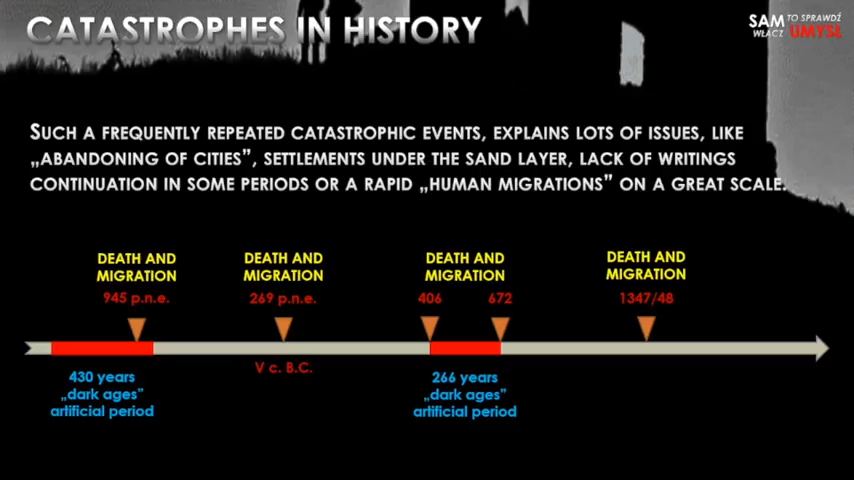 CATASTROPHES IN HISTORY
SAM TO SPRAWDŹ
WŁĄCZ UMYSŁ
SUCH A FREQUENTLY REPEATED CATASTROPHIC EVENTS, EXPLAINS LOTS OF ISSUES, LIKE
„ABANDONING OF CITIES”, SETTLEMENTS UNDER THE SAND LAYER, LACK OF WRITINGS
CONTINUATION IN SOME PERIODS OR A RAPID „HUMAN MIGRATIONS” ON A GREAT SCALE.
DEATH AND
MIGRATION
945 p.n.e.
DEATH AND
MIGRATION
269 p.n.e.
DEATH AND
MIGRATION
406 672
DEATH AND
MIGRATION
1347/48
430 years
„dark ages”
artificial period
V c. B.C.
266 years
„dark ages”
artificial period